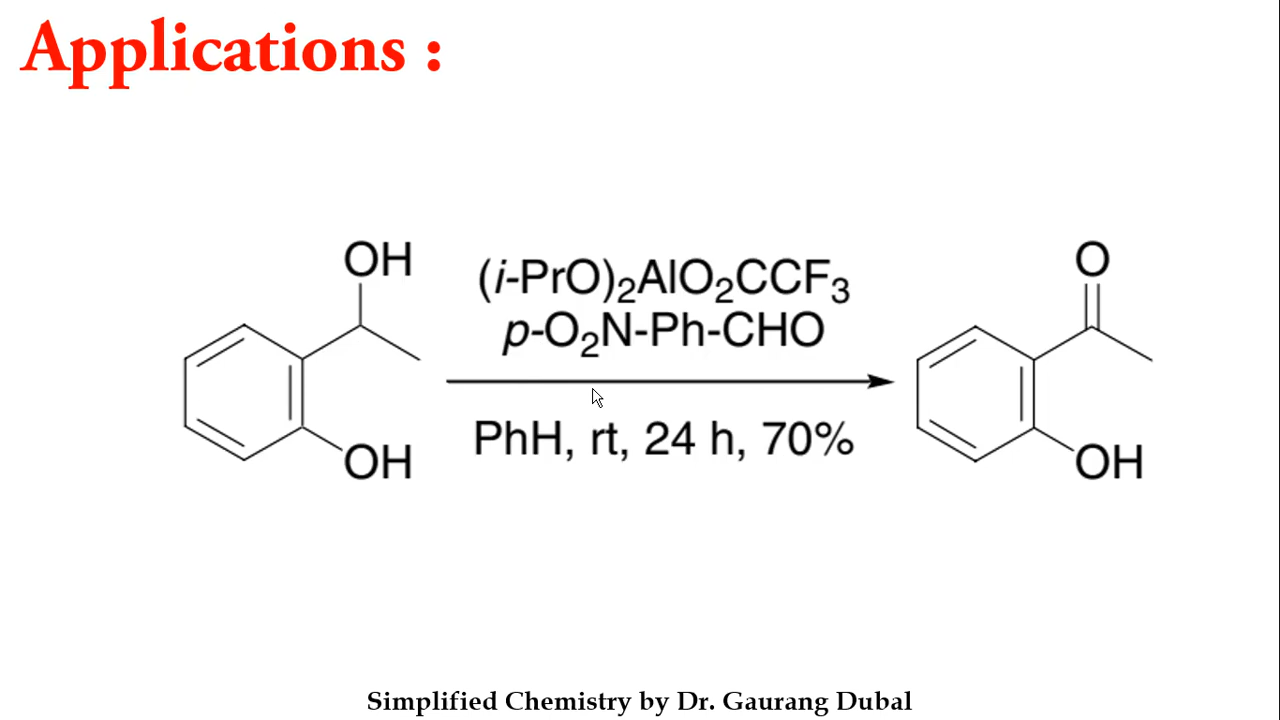 Applications :
OH
(i-PrO)₂AlO₂CCF₃
O
p-O₂N-Ph-CHO
PhH, rt, 24 h, 70%
OH
OH
Simplified Chemistry by Dr. Gaurang Dubal